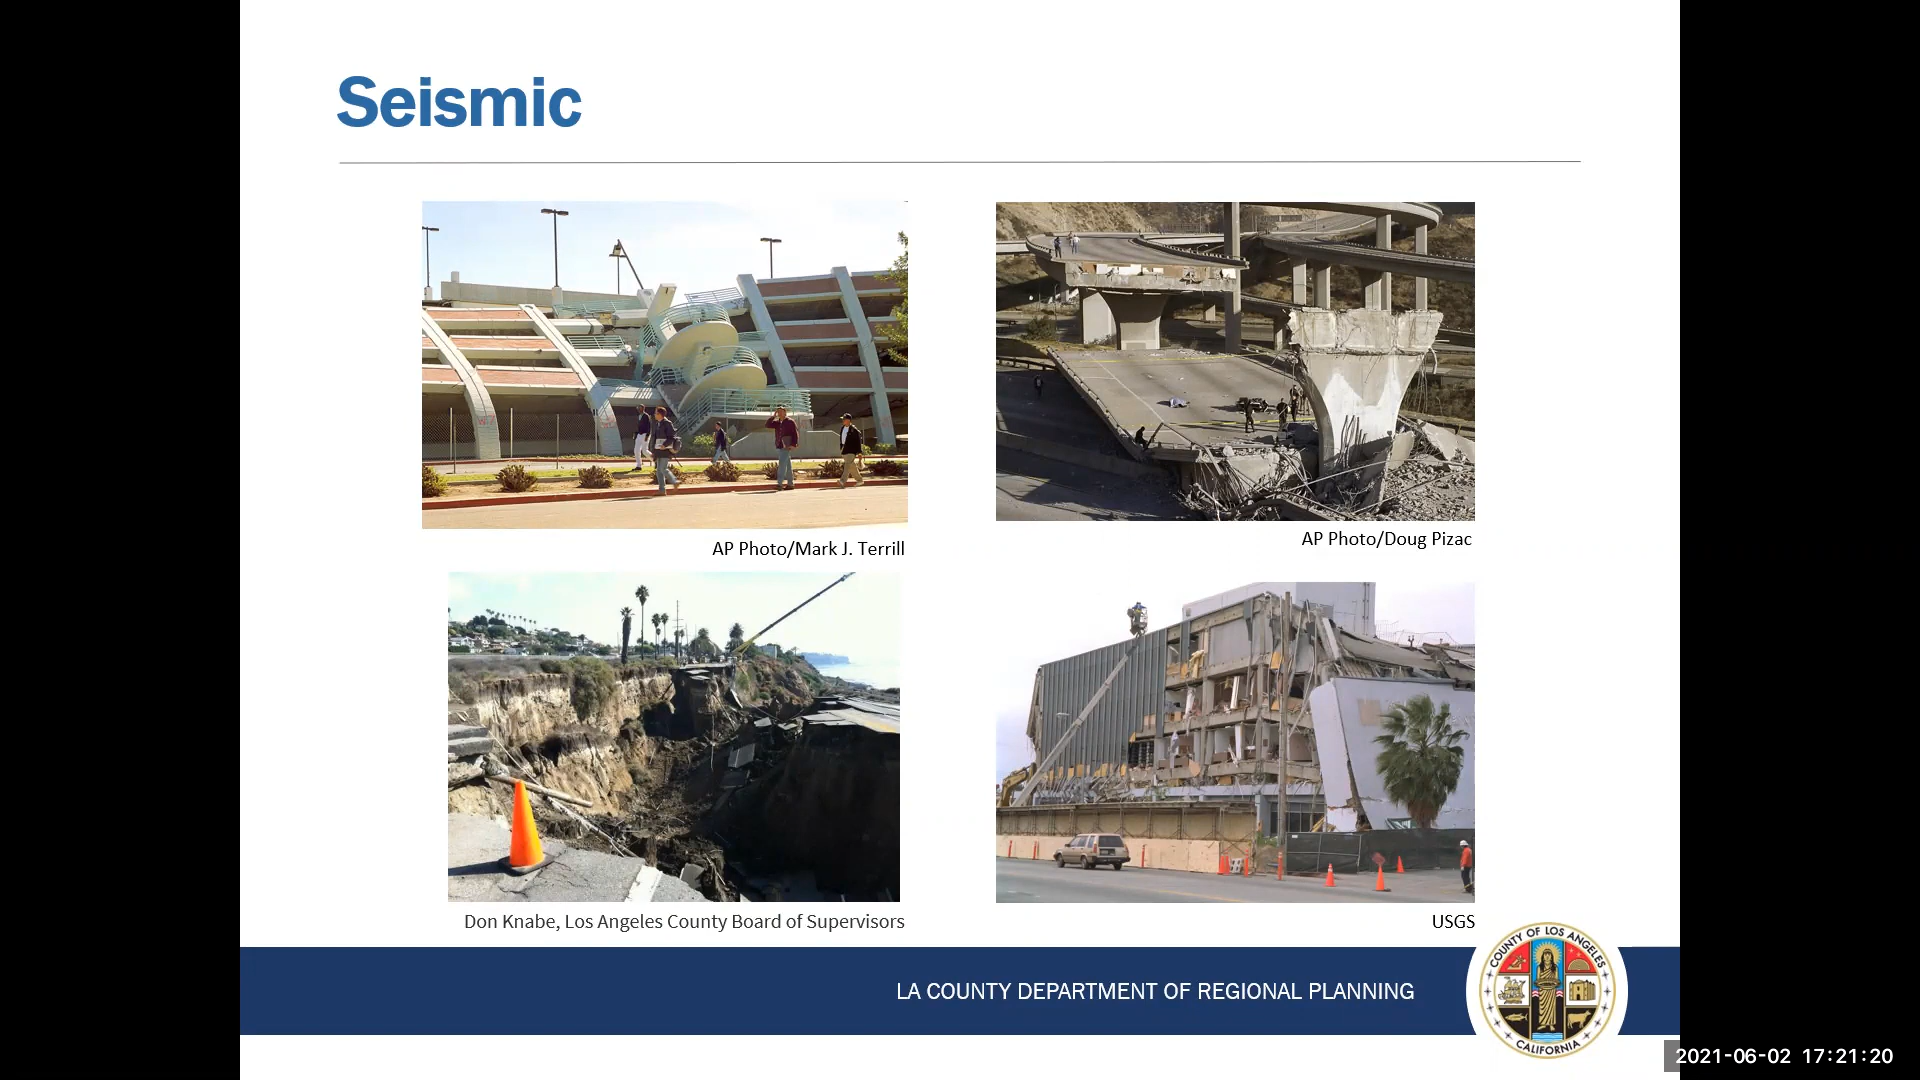 Seismic
AP Photo/Mark J. Terrill
AP Photo/Doug Pizac
Don Knabe, Los Angeles County Board of Supervisors
USGS
LA COUNTY DEPARTMENT OF REGIONAL PLANNING
COUNTY OF LOS ANGELES
CALIFORNIA
2021-06-02 17:21:20